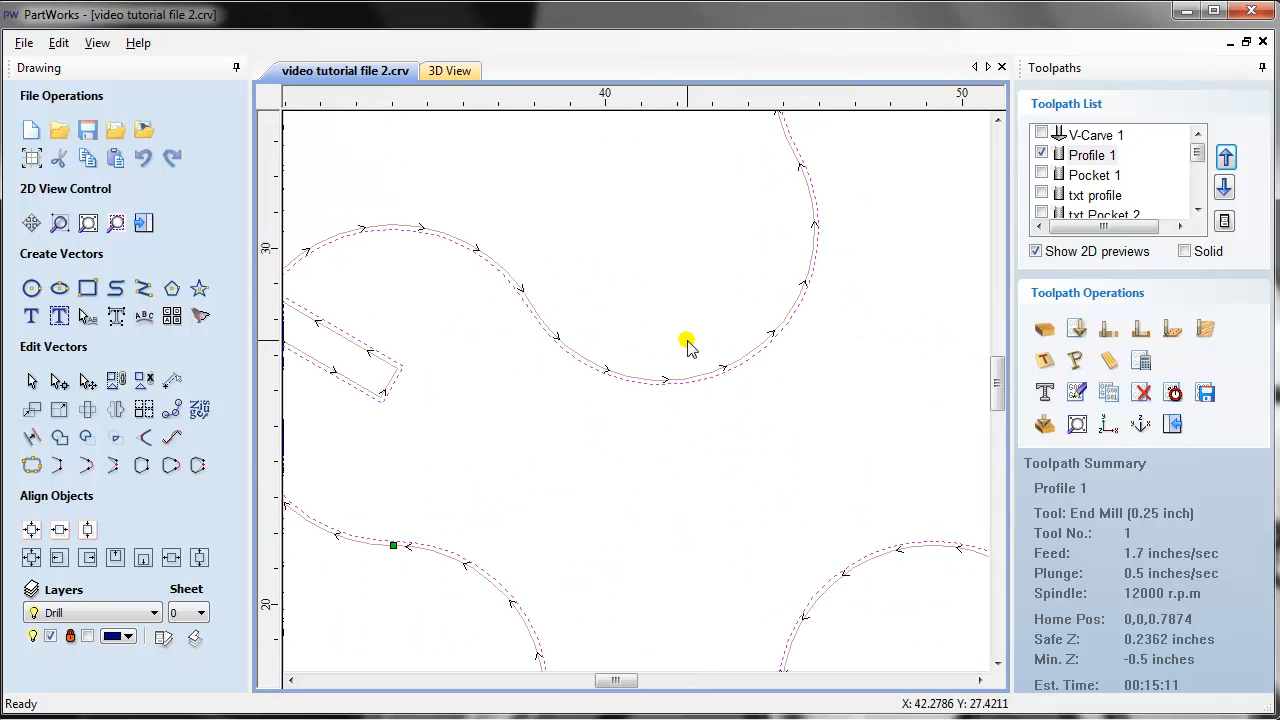 PW PartWorks - [video tutorial file 2.crv]
File Edit View Help
Drawing
video tutorial file 2.crv 3D View
Toolpaths
File Operations
2D View Control
Create Vectors
Edit Vectors
Align Objects
Layers Sheet
Drill 0
40 50
30
20
Toolpath List
V-Carve 1
Profile 1
Pocket 1
txt profile
txt Pocket 2
Show 2D previews Solid
Toolpath Operations
Toolpath Summary
Profile 1
Tool: End Mill (0.25 inch)
Tool No.: 1
Feed: 1.7 inches/sec
Plunge: 0.5 inches/sec
Spindle: 12000 r.p.m
Home Pos: 0,0,0.7874
Safe Z: 0.2362 inches
Min. Z: -0.5 inches
Est. Time: 00:15:11
Ready
X: 42.2786 Y: 27.4211